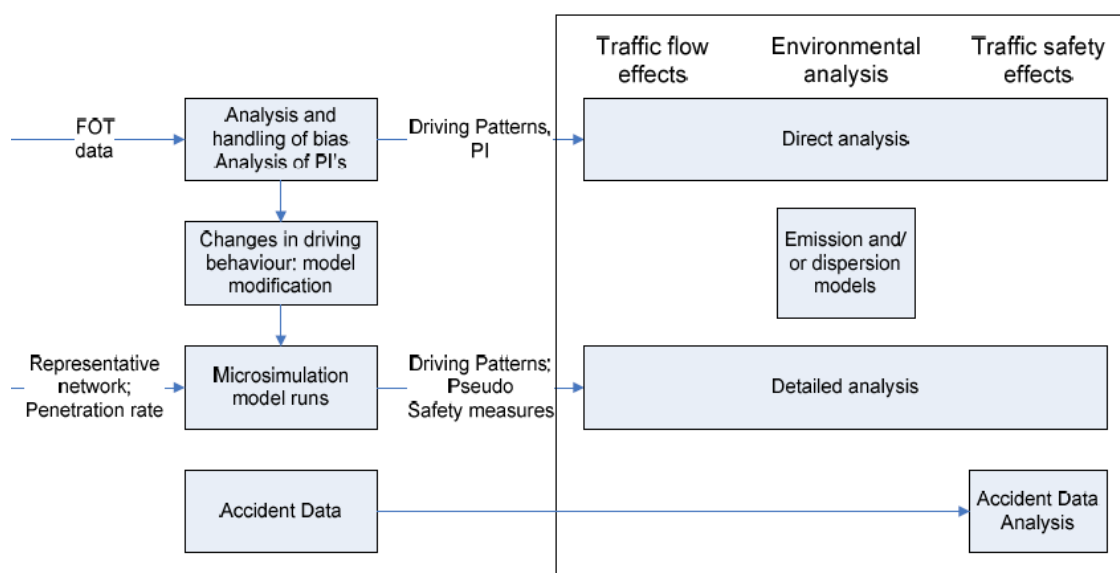 Traffic flow
effects
Environmental
analysis
Traffic safety
effects
FOT
data
Analysis and
handling of bias
Analysis of PI's
Driving Patterns,
PI
Direct analysis
Changes in driving
behaviour: model
modification
Emission and/
or dispersion
models
Representative
network;
Penetration rate
Microsimulation
model runs
Driving Patterns;
Pseudo
Safety measures
Detailed analysis
Accident Data
Accident Data
Analysis